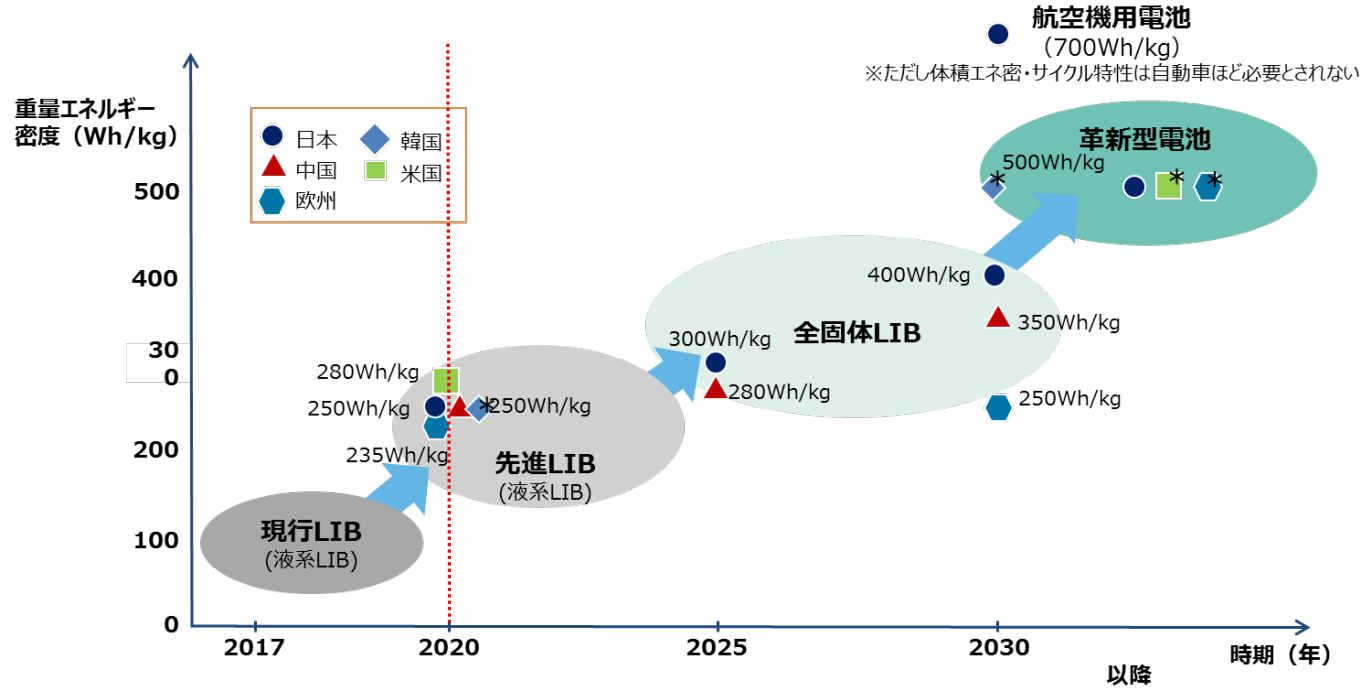 航空機用電池
（700Wh/kg）
※ただし体積エネ密・サイクル特性は自動車ほど必要とされない
重量エネルギー
密度（Wh/kg）
日本
韓国
中国
米国
欧州
革新型電池
500Wh/kg
*
*
*
500
400
30
0
200
100
0
400Wh/kg
全固体LIB
350Wh/kg
300Wh/kg
280Wh/kg
250Wh/kg
280Wh/kg
250Wh/kg
*250Wh/kg
235Wh/kg
先進LIB
(液系LIB)
現行LIB
(液系LIB)
2017
2020
2025
2030
以降
時期（年）